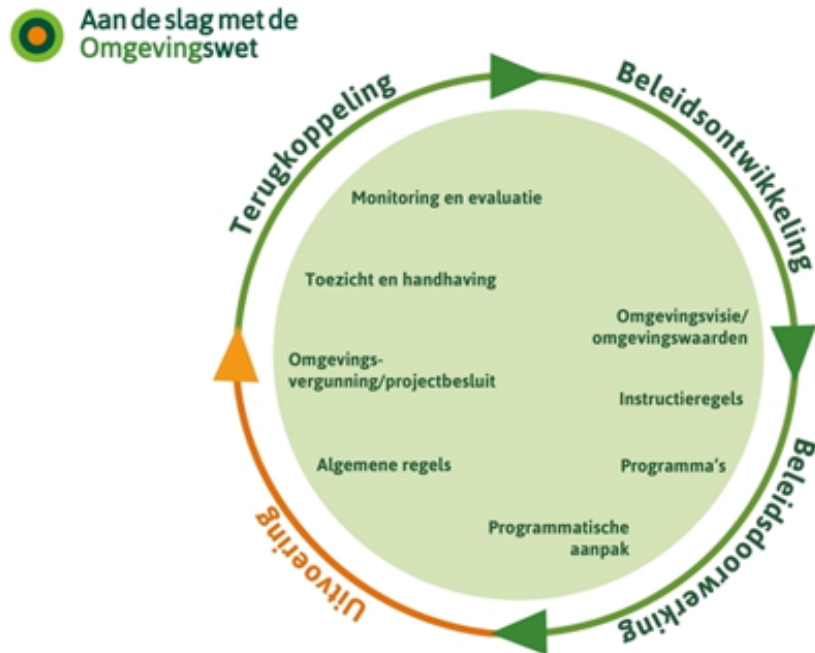 Aan de slag met de
Omgevingswet
Terugkoppeling
Beleidsontwikkeling
Monitoring en evaluatie
Toezicht en handhaving
Omgevingsvisie/
omgevingswaarden
Omgevings-
vergunning/projectbesluit
Instructieregels
Algemene regels
Programma's
Programmatische
aanpak
Uitvoering
Beleidsdoorwerking